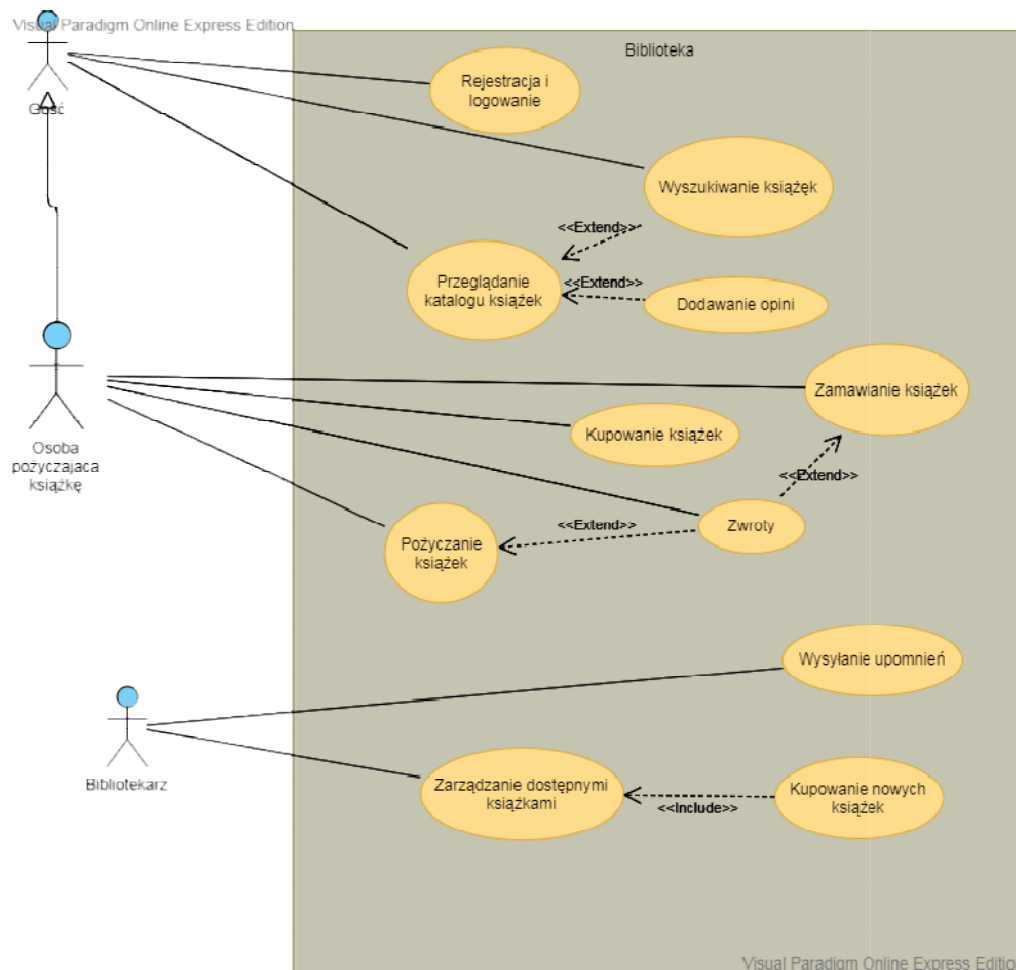 Visual Paradigm Online Express Edition
Biblioteka
Gość
Rejestracja i
logowanie
Wyszukiwanie książęk
<<Extend>>
Przeglądanie
katalogu książek
<<Extend>>
Dodawanie opini
Osoba
pożyczajaca
książkę
Zamawianie książek
Kupowanie książek
<<Extend>>
Zwroty
<<Extend>>
Pożyczanie
książek
Wysyłanie upomnień
Bibliotekarz
Zarządzanie dostępnymi
książkami
<<Include>>
Kupowanie nowych
książek
Visual Paradigm Online Express Edition